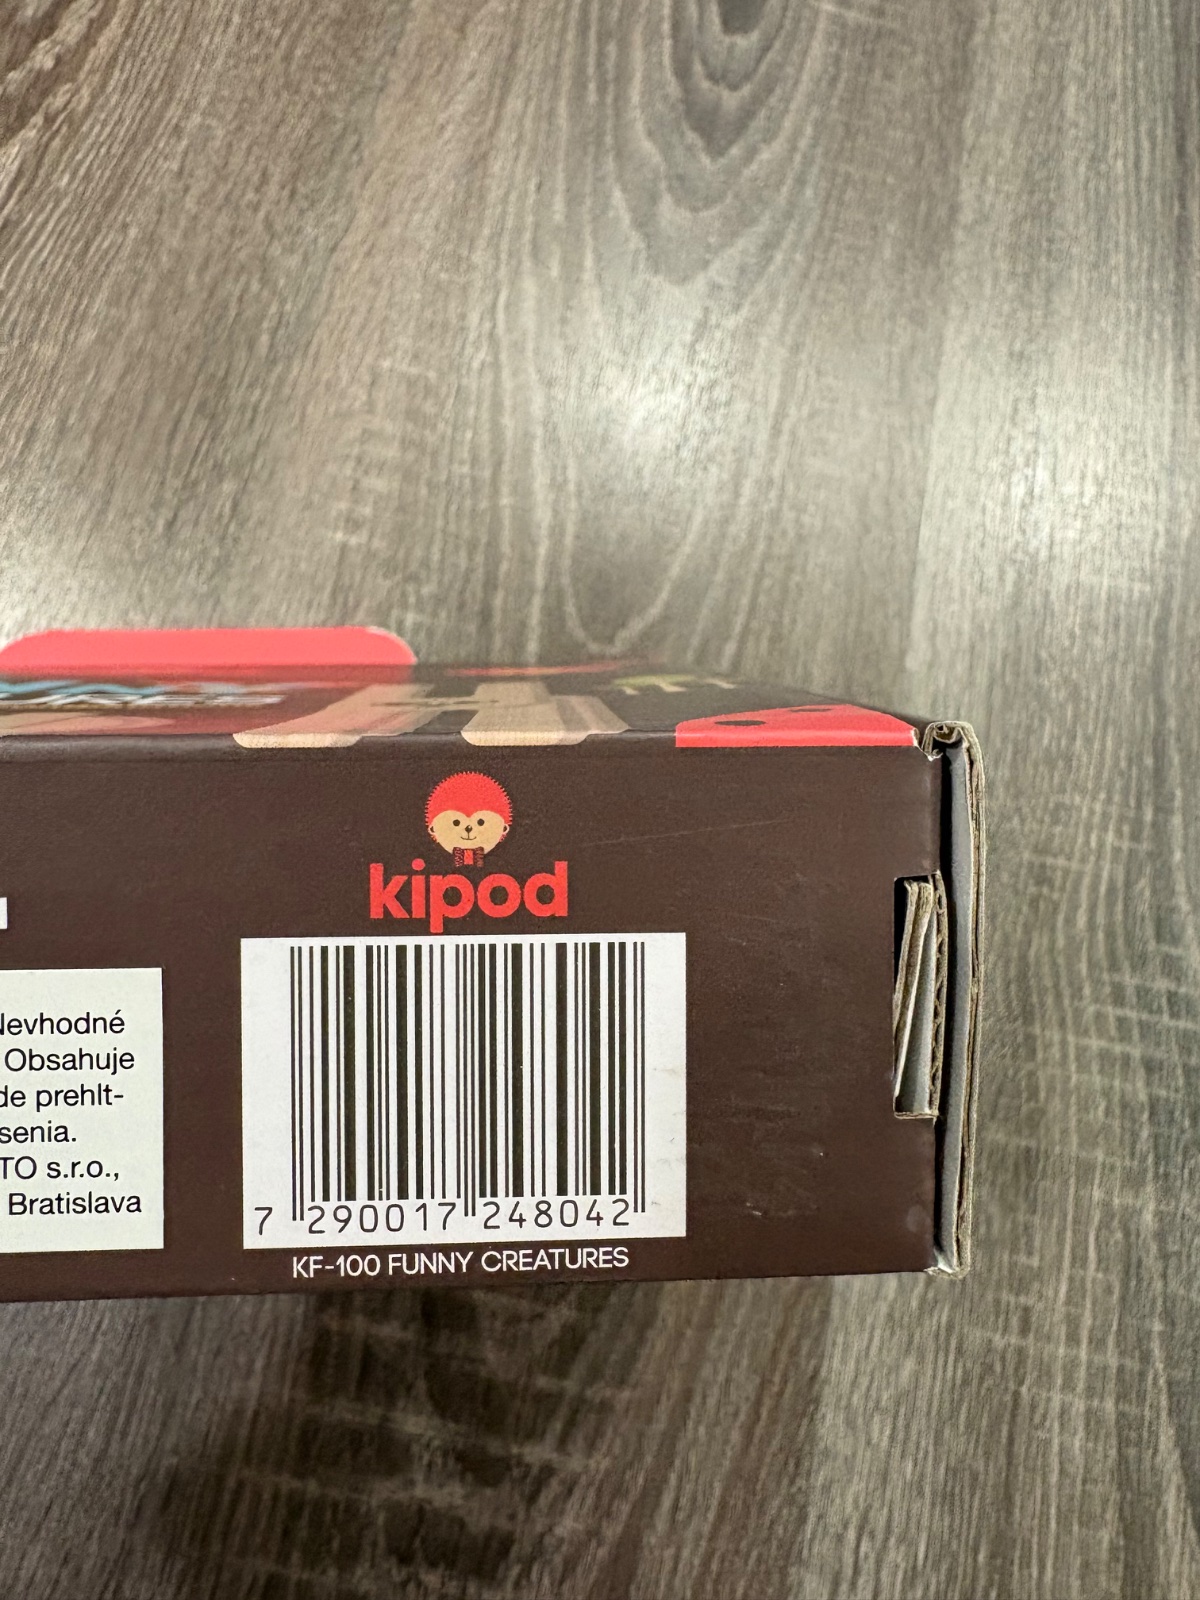 kipod
Nevhodné
Obsahuje
de prehlt-
senia.
TO s.r.o.,
Bratislava
7 290017 248042
KF-100 FUNNY CREATURES